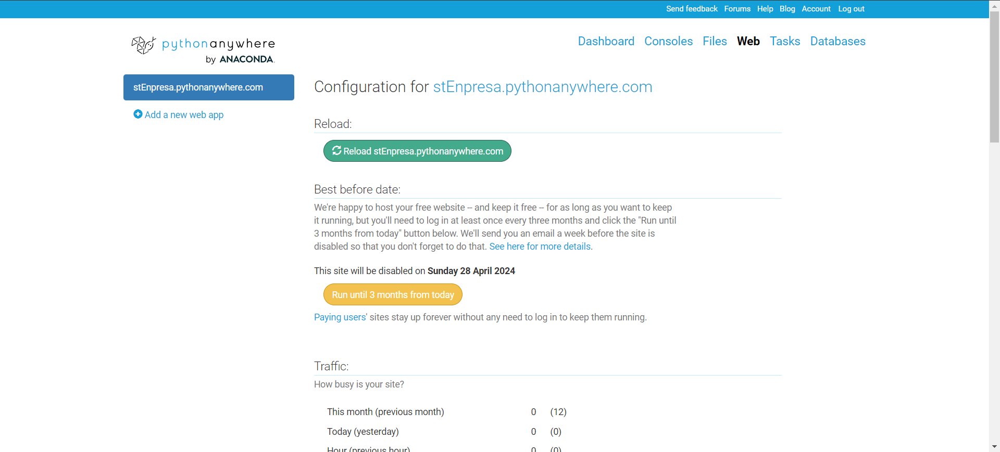 Send feedback Forums Help Blog Account Log out
pythonanywhere
by ANACONDA.
Dashboard Consoles Files Web Tasks Databases
stEnpresa.pythonanywhere.com
Add a new web app
Configuration for stEnpresa.pythonanywhere.com
Reload:
Reload stEnpresa.pythonanywhere.com
Best before date:
We're happy to host your free website -- and keep it free -- for as long as you want to keep
it running, but you'll need to log in at least once every three months and click the "Run until
3 months from today" button below. We'll send you an email a week before the site is
disabled so that you don't forget to do that. See here for more details.
This site will be disabled on Sunday 28 April 2024
Run until 3 months from today
Paying users' sites stay up forever without any need to log in to keep them running.
Traffic:
How busy is your site?
This month (previous month) 0 (12)
Today (yesterday) 0 (0)
Hour (previous hour) 0 (0)